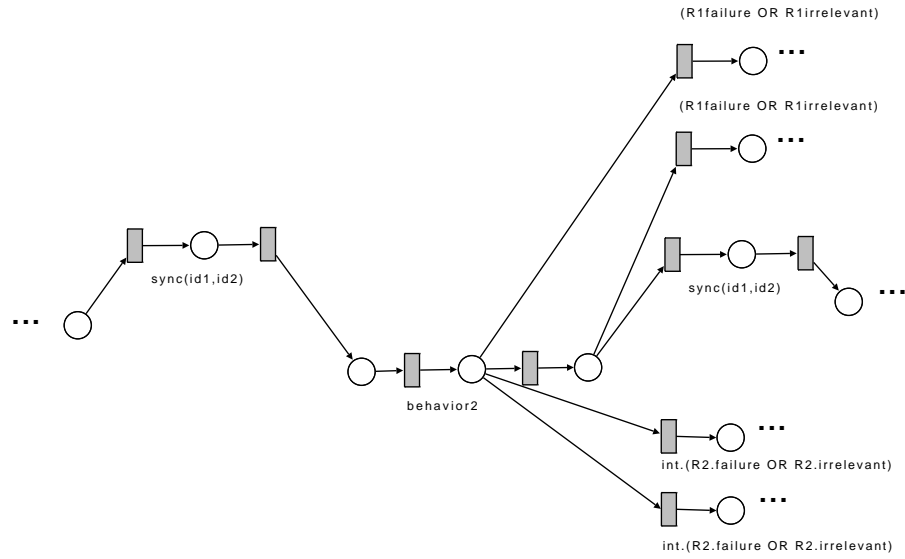 (R1failure OR R1irrelevant)
...
(R1failure OR R1irrelevant)
...
sync(id1,id2)
sync(id1,id2)
...
...
behavior2
...
int.(R2.failure OR R2.irrelevant)
...
int.(R2.failure OR R2.irrelevant)